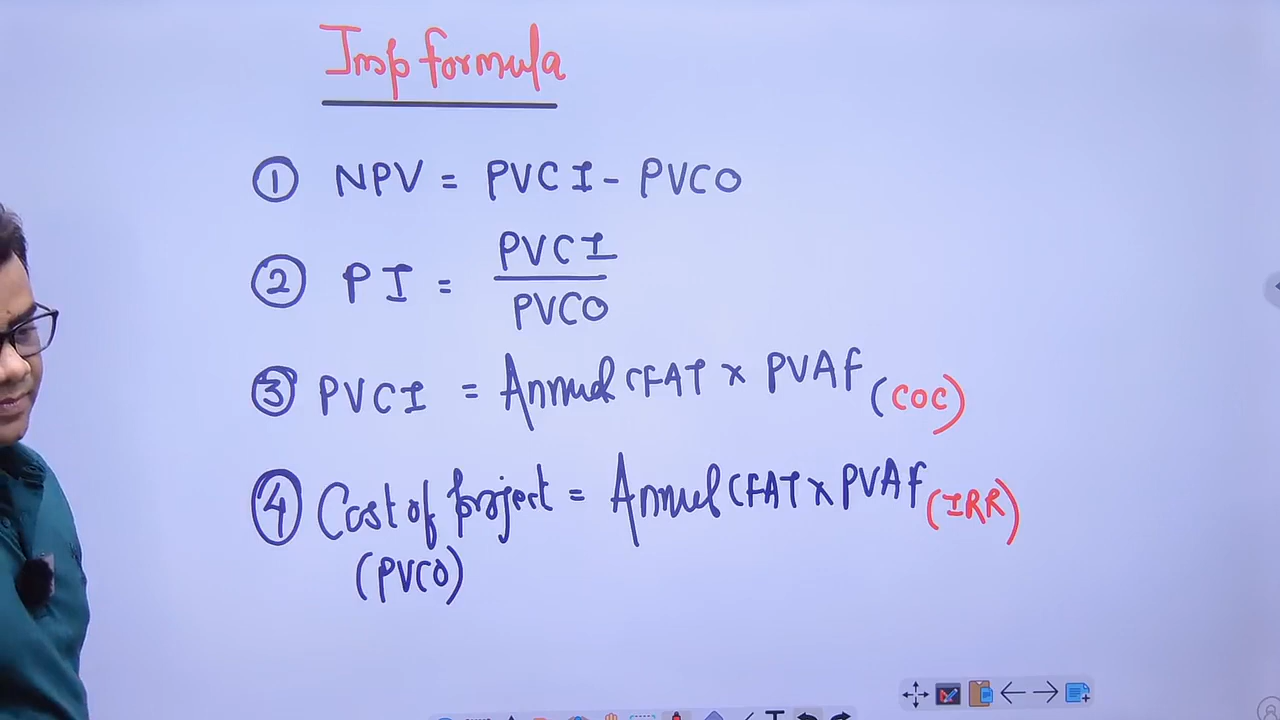 Imp formula
① NPV = PVCI - PVCO
② PI = PVCI
PVCO
③ PVCI = Annual CFAT × PVAF (COC)
④ Cost of project = Annual CFAT × PVAF (IRR)
(PVCO)